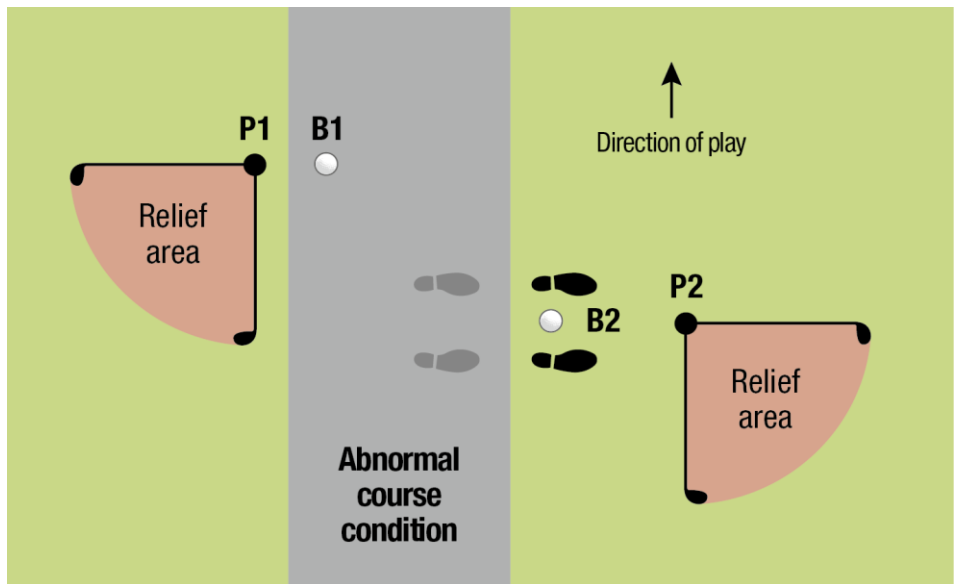 P1
B1
Direction of play
Relief
area
B2
P2
Relief
area
Abnormal
course
condition